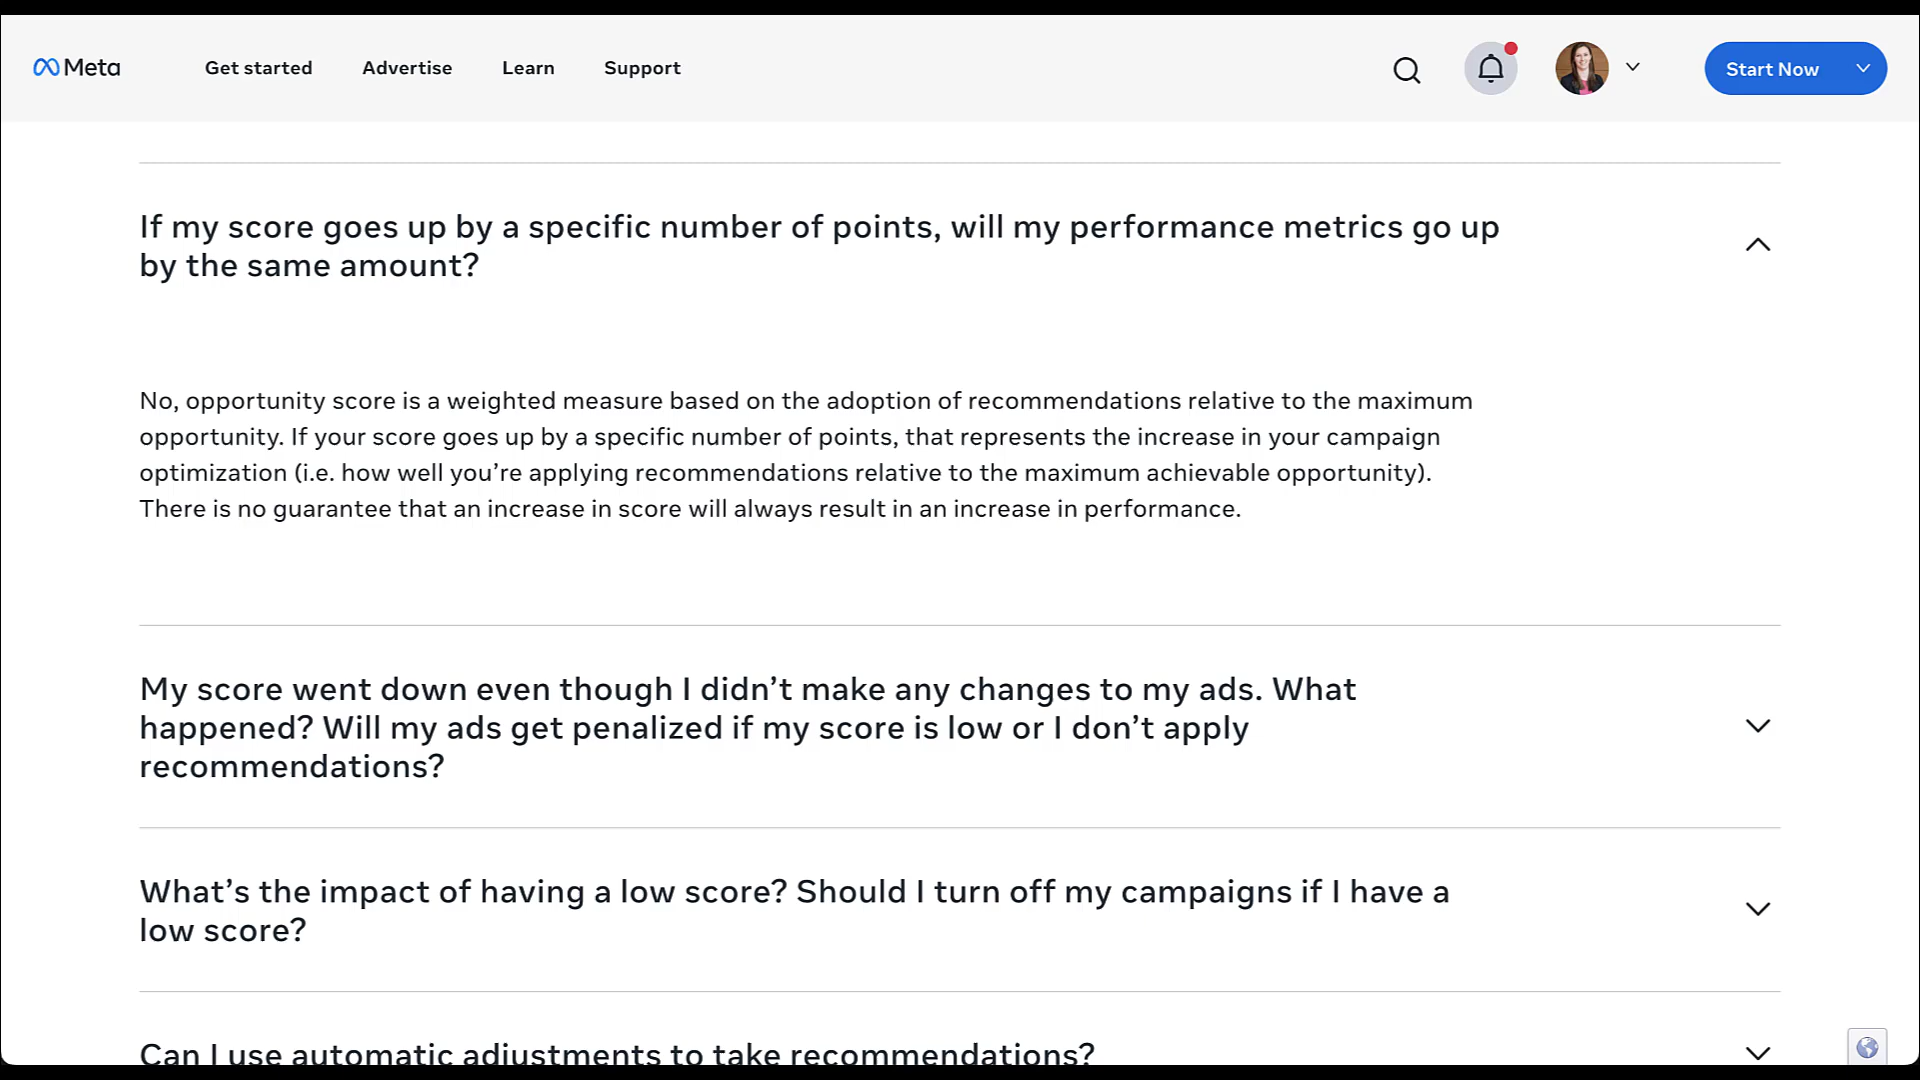 Meta
Get started
Advertise
Learn
Support
Start Now
If my score goes up by a specific number of points, will my performance metrics go up
by the same amount?
No, opportunity score is a weighted measure based on the adoption of recommendations relative to the maximum
opportunity. If your score goes up by a specific number of points, that represents the increase in your campaign
optimization (i.e. how well you’re applying recommendations relative to the maximum achievable opportunity).
There is no guarantee that an increase in score will always result in an increase in performance.
My score went down even though I didn’t make any changes to my ads. What
happened? Will my ads get penalized if my score is low or I don’t apply
recommendations?
What’s the impact of having a low score? Should I turn off my campaigns if I have a
low score?
Can I use automatic adjustments to take recommendations?